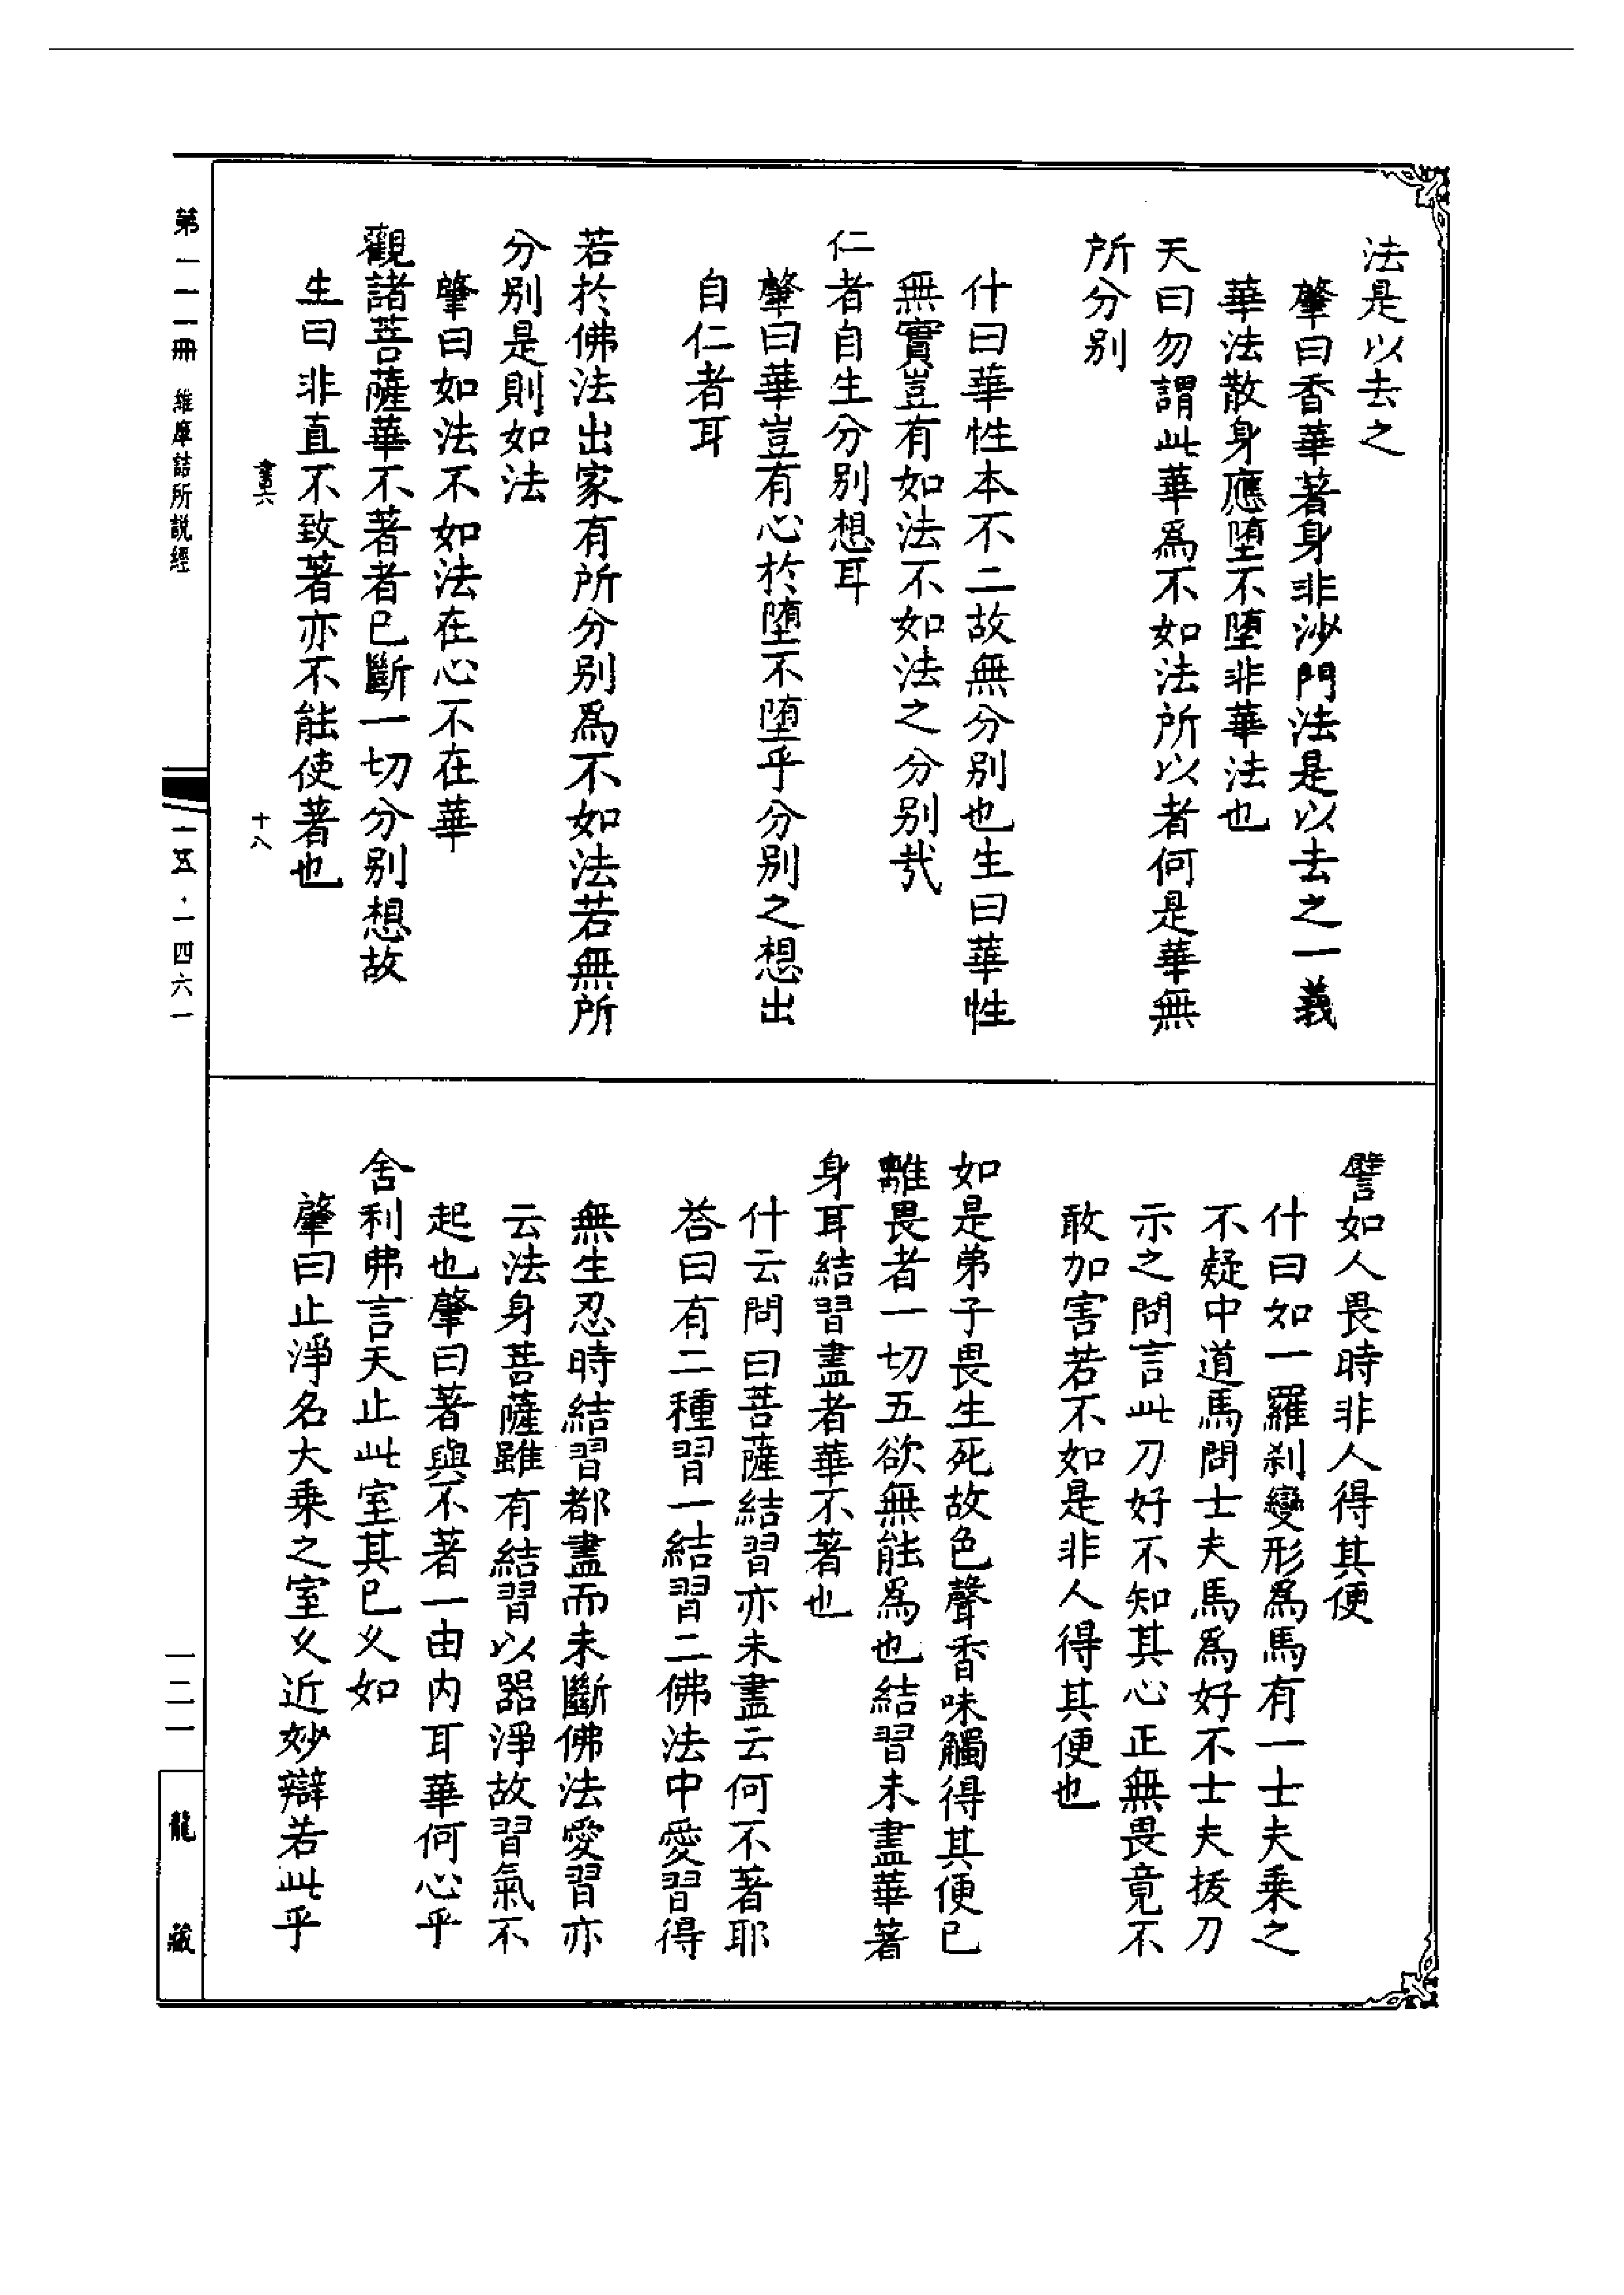 法是以去之
肇曰香華著身非沙門法是以去之一義
華法散身應墮不墮非華法也
天曰勿謂此華爲不如法所以者何是華無
所分別
什曰華性本不二故無分別也生曰華性
無實豈有如法不如法之分別哉
仁者自生分別想耳
肇曰華豈有心於墮不墮乎分別之想出
自仁者耳
若於佛法出家有所分別爲不如法若無所
分別是則如法
肇曰如法不如法在心不在華
觀諸菩薩華不著者已斷一切分別想故
生曰非直不致著亦不能使著也
書六
十八
譬如人畏時非人得其便
什曰如一羅剎變形爲馬有一士夫乘之
不疑中道馬問士夫馬爲好不士夫拔刀
示之問言此刀好不知其心正無畏竟不
敢加害若不如是非人得其便也
如是弟子畏生死故色聲香味觸得其便已
離畏者一切五欲無能爲也結習未盡華著
身耳結習盡者華不著也
什云問曰菩薩結習亦未盡云何不著耶
答曰有二種習一結習二佛法中愛習得
無生忍時結習都盡而未斷佛法愛習亦
云法身菩薩雖有結習以器淨故習氣不
起也肇曰著與不著一由內耳華何心乎
舍利弗言天止此室其已久如
肇曰止淨名大乘之室久近妙辯若此乎
第一一一冊 維摩詰所説經
一五·一四六一
一二一
龍藏